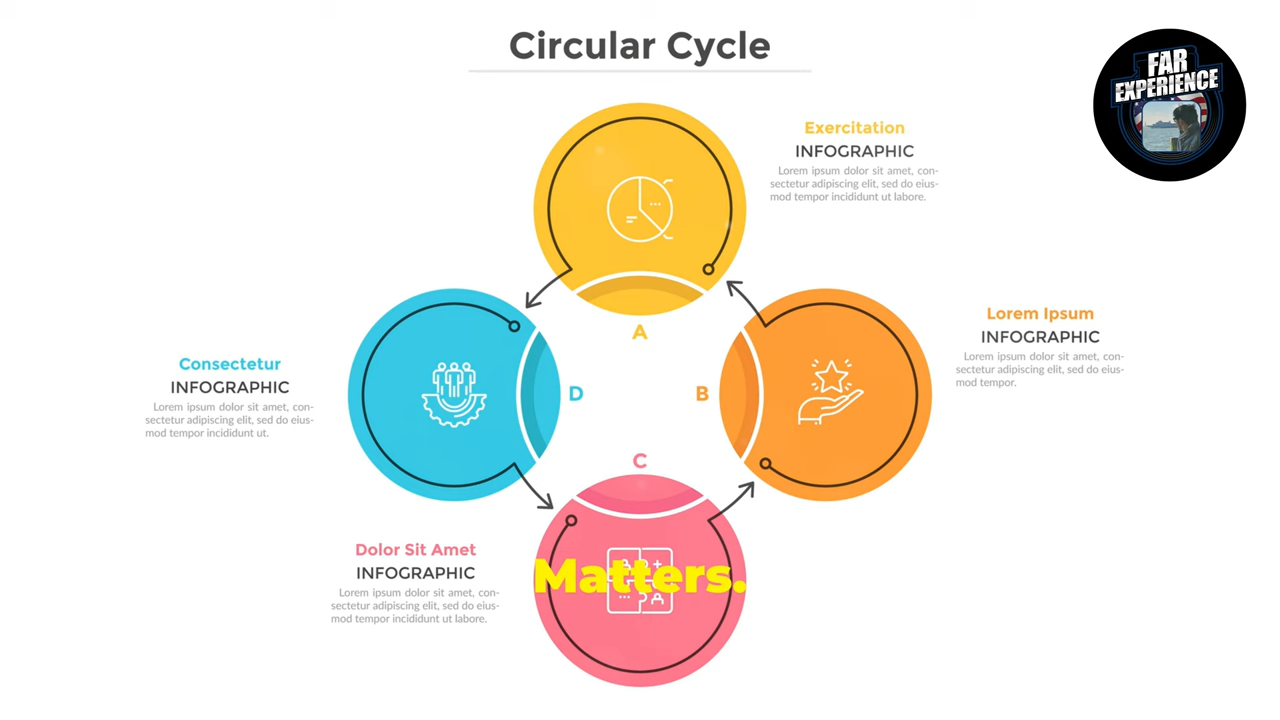 Circular Cycle
FAR
EXPERIENCE
Exercitation
INFOGRAPHIC
Lorem ipsum dolor sit amet, con-
sectetur adipiscing elit, sed do eius-
mod tempor incididunt ut labore.
A
Lorem Ipsum
INFOGRAPHIC
Lorem ipsum dolor sit amet, con-
sectetur adipiscing elit, sed do eius-
mod tempor.
Consectetur
INFOGRAPHIC
Lorem ipsum dolor sit amet, con-
sectetur adipiscing elit, sed do eius-
mod tempor incididunt ut.
D
B
C
Dolor Sit Amet
INFOGRAPHIC
Lorem ipsum dolor sit amet, con-
sectetur adipiscing elit, sed do eius-
mod tempor incididunt ut labore.
Matters.